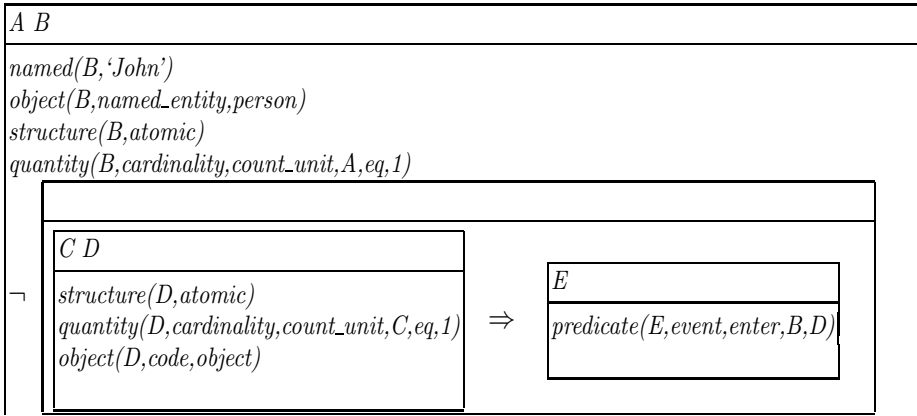 A B
named(B,‘John’)
object(B,named_entity,person)
structure(B,atomic)
quantity(B,cardinality,count_unit,A,eq,1)
¬
C D
structure(D,atomic)
quantity(D,cardinality,count_unit,C,eq,1)
object(D,code,object)
⇒
E
predicate(E,event,enter,B,D)